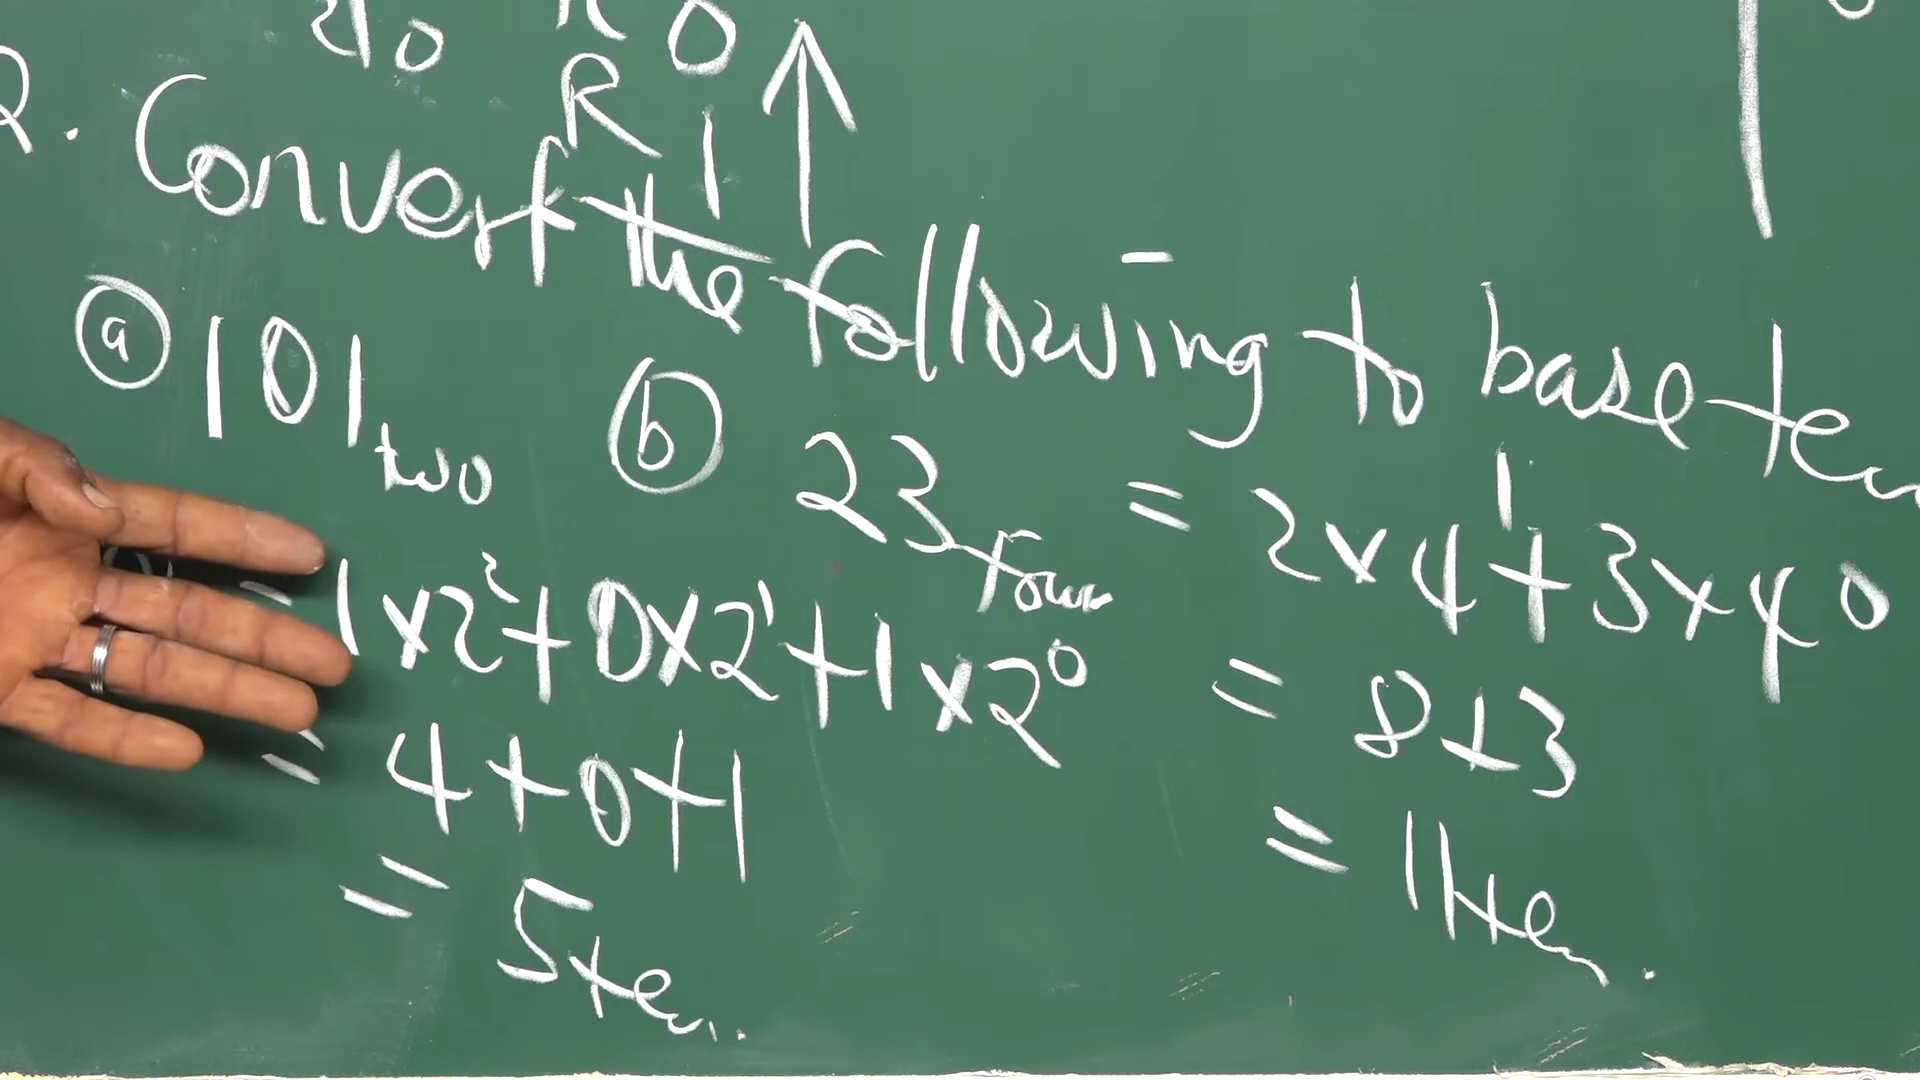 R 0
R 1
2. Convert the following to base ten
(a) 101two
= 1×2²+0×2¹+1×2⁰
= 4+0+1
= 5ten.
(b) 23four = 2×4¹+3×4⁰
= 8+3
= 11ten.